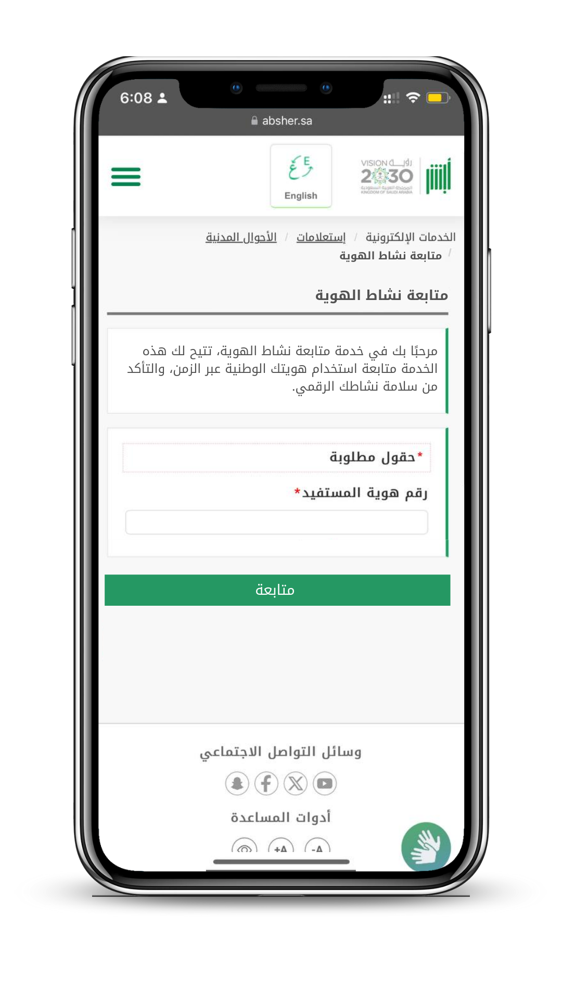 6:08
absher.sa
English
VISION رؤيــة
2030
المملكة العربية السعودية
KINGDOM OF SAUDI ARABIA
أبشر
الخدمات الإلكترونية / إستعلامات / الأحوال المدنية
/ متابعة نشاط الهوية
متابعة نشاط الهوية
مرحبًا بك في خدمة متابعة نشاط الهوية، تتيح لك هذه
الخدمة متابعة استخدام هويتك الوطنية عبر الزمن، والتأكد
من سلامة نشاطك الرقمي.
*حقول مطلوبة
رقم هوية المستفيد*
متابعة
وسائل التواصل الاجتماعي
أدوات المساعدة
A- A+